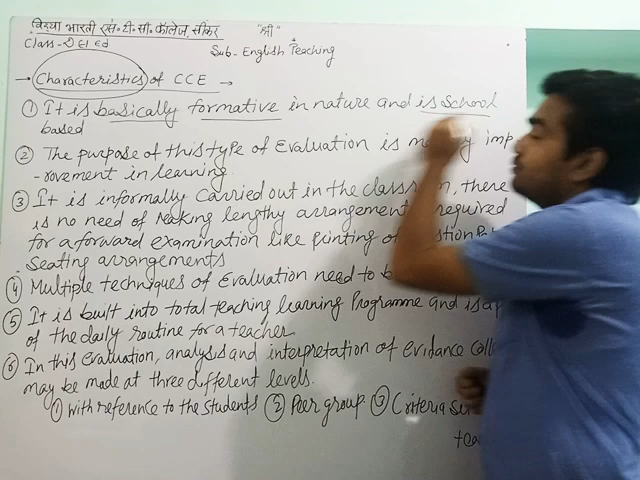 विद्या भारती एस.टी.सी. कॉलेज, सीकर "श्री"
Class - D El Ed Sub - English Teaching
→ Characteristics of CCE →
① It is basically formative in nature and is School
based
② The purpose of this type of Evaluation is imp
-rovement in learning.
③ It is informally carried out in the class, there
is no need of making lengthy arrangement required
for a forward examination like printing of
Seating arrangements
④ Multiple techniques of Evaluation need to
⑤ It is built into total teaching learning Programme and is
of the daily routine for a teacher
⑥ In this Evaluation, analysis and interpretation of evidence
may be made at three different levels.
① with reference to the students ② Peer group ③ Criteria